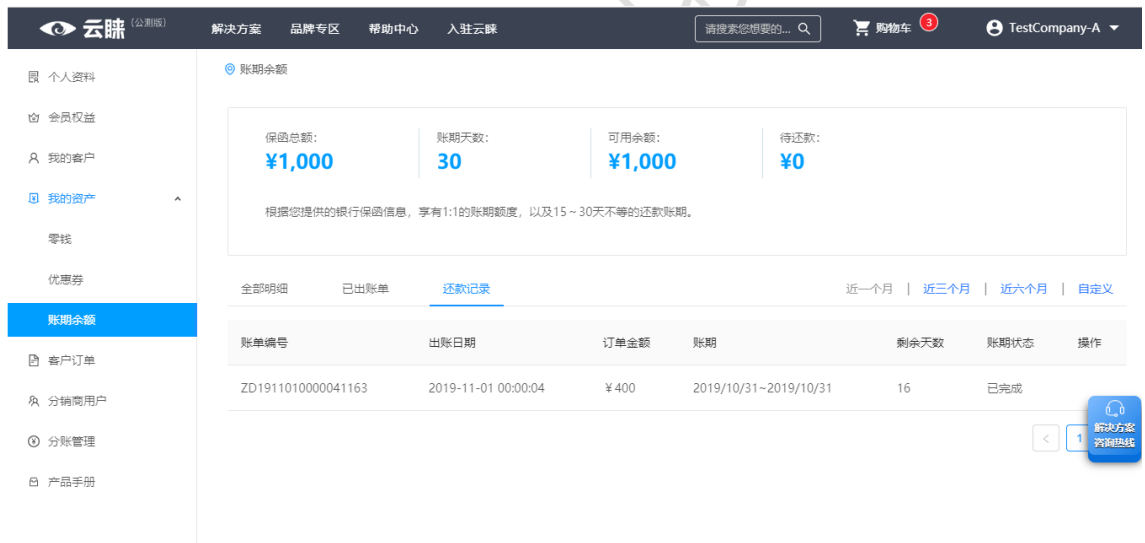 云睐 (公测版) 解决方案 品牌专区 帮助中心 入驻云睐 请搜索您想要的... 购物车 3 TestCompany-A
个人资料
会员权益
我的客户
我的资产
零钱
优惠券
账期余额
客户订单
分销商用户
分账管理
产品手册
账期余额
保函总额: 账期天数: 可用余额: 待还款:
¥1,000 30 ¥1,000 ¥0
根据您提供的银行保函信息，享有1:1的账期额度，以及15~30天不等的还款账期。
全部明细 已出账单 还款记录 近一个月 | 近三个月 | 近六个月 | 自定义
账单编号 出账日期 订单金额 账期 剩余天数 账期状态 操作
ZD1911010000041163 2019-11-01 00:00:04 ¥400 2019/10/31~2019/10/31 16 已完成
< 1
解决方案
咨询热线